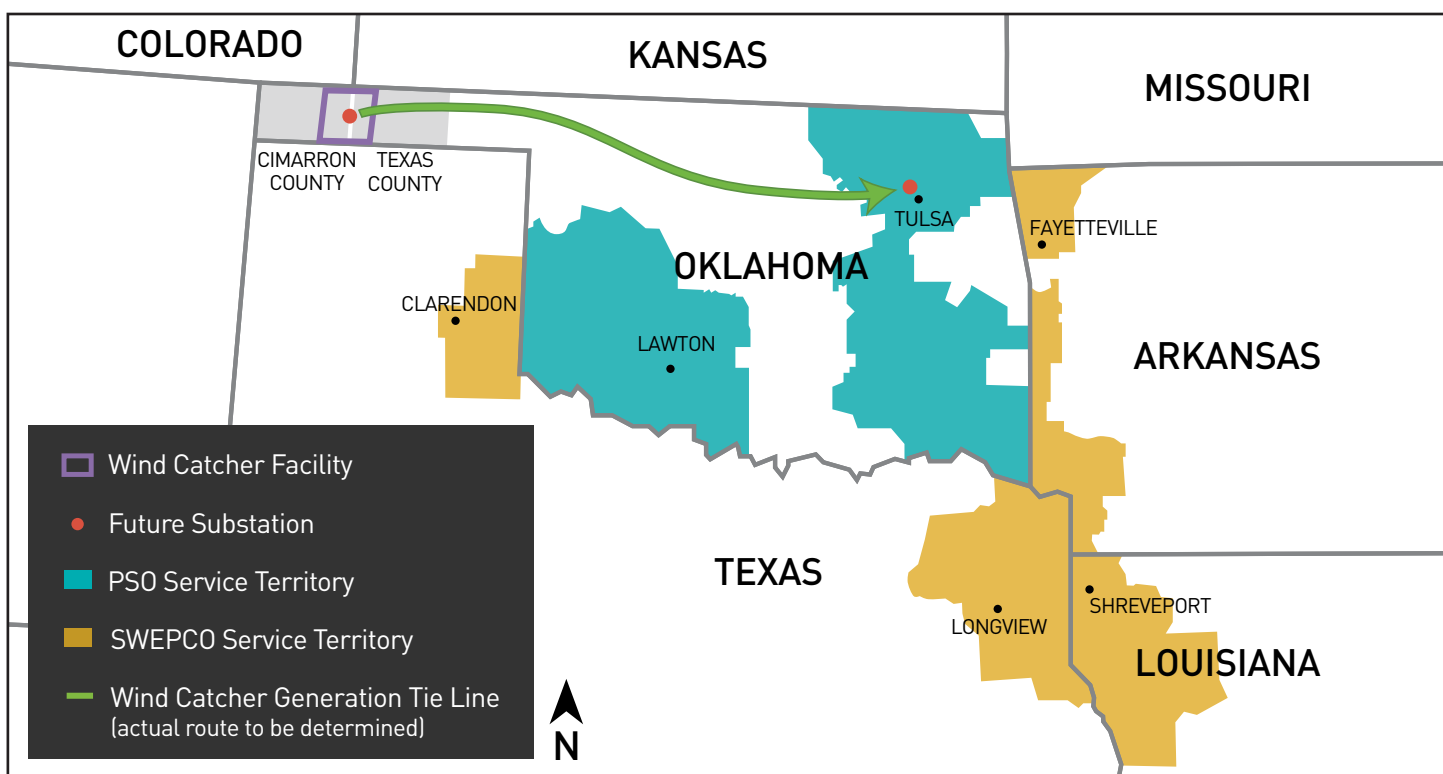 COLORADO
KANSAS
MISSOURI
CIMARRON
COUNTY
TEXAS
COUNTY
TULSA
FAYETTEVILLE
OKLAHOMA
CLARENDON
LAWTON
ARKANSAS
TEXAS
LONGVIEW
SHREVEPORT
LOUISIANA
Wind Catcher Facility
Future Substation
PSO Service Territory
SWEPCO Service Territory
Wind Catcher Generation Tie Line
(actual route to be determined)
N